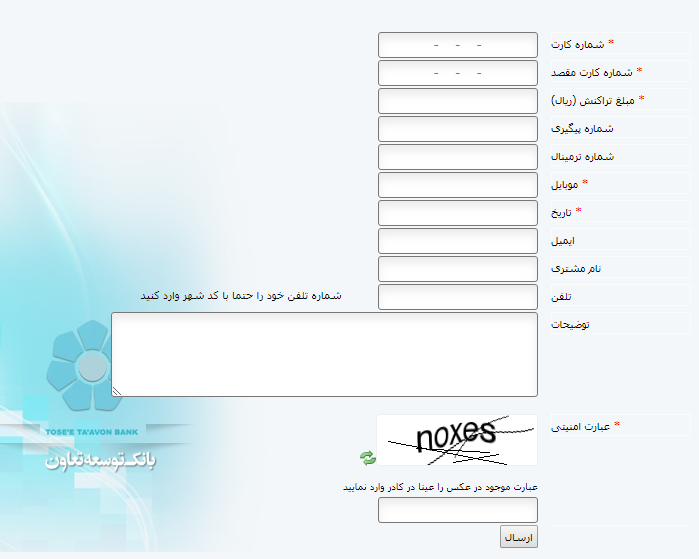 شماره کارت *
- - -
شماره کارت مقصد *
- - -
مبلغ تراکنش (ریال) *
شماره پیگیری
شماره ترمینال
موبایل *
تاریخ *
ایمیل
نام مشتری
تلفن
شماره تلفن خود را حتما با کد شهر وارد کنید
توضیحات
TOSE'E TA'AVON BANK
بانک توسعه تعاون
عبارت امنیتی *
noxes
عبارت موجود در عکس را عینا در کادر وارد نمایید
ارسال